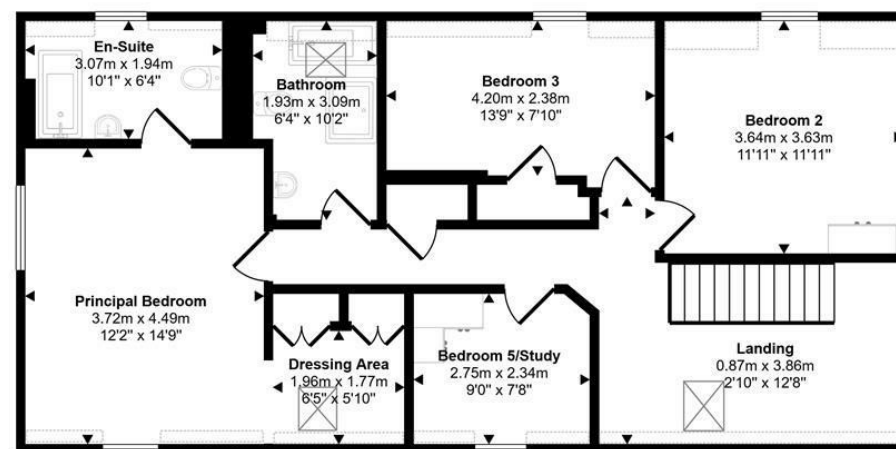 En-Suite
3.07m x 1.94m
10'1" x 6'4"
Bathroom
1.93m x 3.09m
6'4" x 10'2"
Bedroom 3
4.20m x 2.38m
13'9" x 7'10"
Bedroom 2
3.64m x 3.63m
11'11" x 11'11"
Principal Bedroom
3.72m x 4.49m
12'2" x 14'9"
Dressing Area
1.96m x 1.77m
6'5" x 5'10"
Bedroom 5/Study
2.75m x 2.34m
9'0" x 7'8"
Landing
0.87m x 3.86m
2'10" x 12'8"